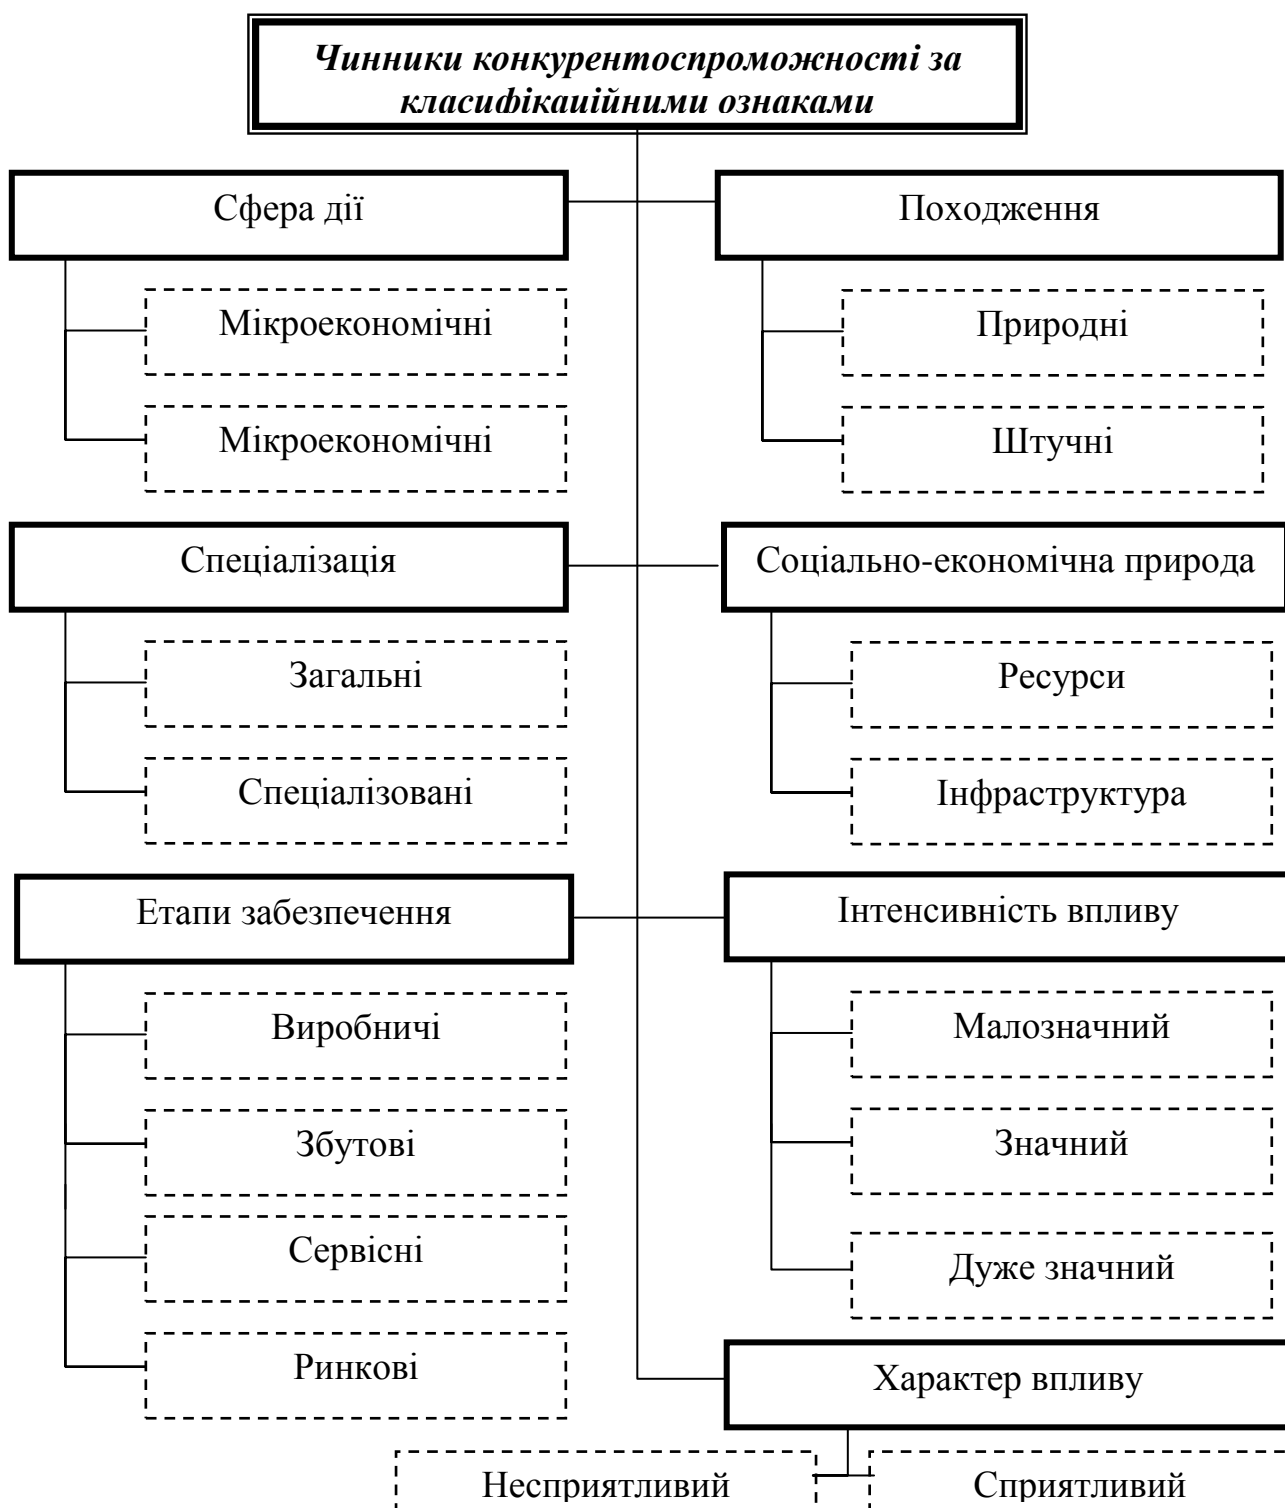 Чинники конкурентоспроможності за
класифікаційними ознаками
Сфера дії
Мікроекономічні
Мікроекономічні
Походження
Природні
Штучні
Спеціалізація
Загальні
Спеціалізовані
Соціально-економічна природа
Ресурси
Інфраструктура
Етапи забезпечення
Виробничі
Збутові
Сервісні
Ринкові
Інтенсивність впливу
Малозначний
Значний
Дуже значний
Характер впливу
Несприятливий
Сприятливий